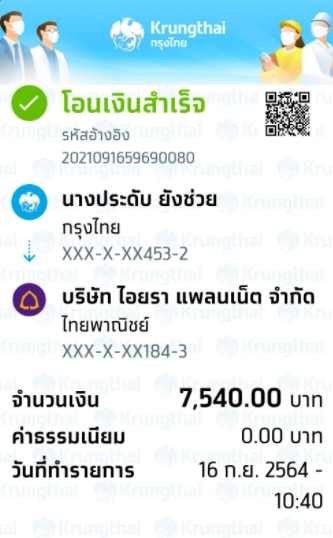 Krungthai
กรุงไทย
โอนเงินสำเร็จ
รหัสอ้างอิง
2021091659690080
นางประดับ ยังช่วย
กรุงไทย
XXX-X-XX453-2
บริษัท ไอยรา แพลนเน็ต จำกัด
ไทยพาณิชย์
XXX-X-XX184-3
จำนวนเงิน 7,540.00 บาท
ค่าธรรมเนียม 0.00 บาท
วันที่ทำรายการ 16 ก.ย. 2564 -
10:40